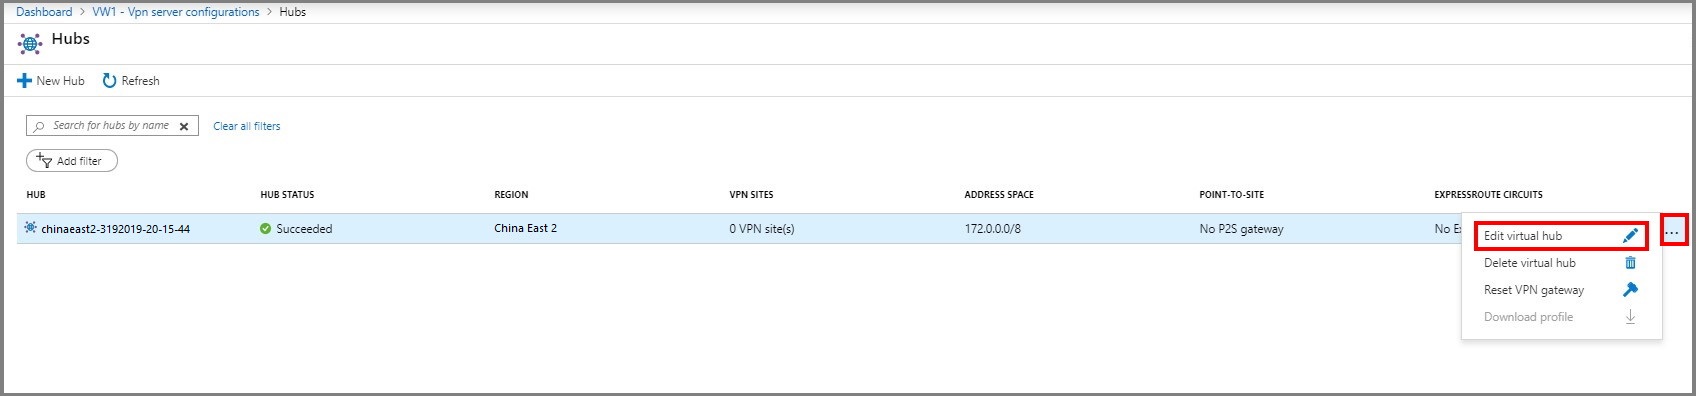 Dashboard > VW1 - Vpn server configurations > Hubs
Hubs
New Hub Refresh
Search for hubs by name Clear all filters
Add filter
HUB HUB STATUS REGION VPN SITES ADDRESS SPACE POINT-TO-SITE EXPRESSROUTE CIRCUITS
chinaeast2-3192019-20-15-44 Succeeded China East 2 0 VPN site(s) 172.0.0.0/8 No P2S gateway No E ...
Edit virtual hub
Delete virtual hub
Reset VPN gateway
Download profile